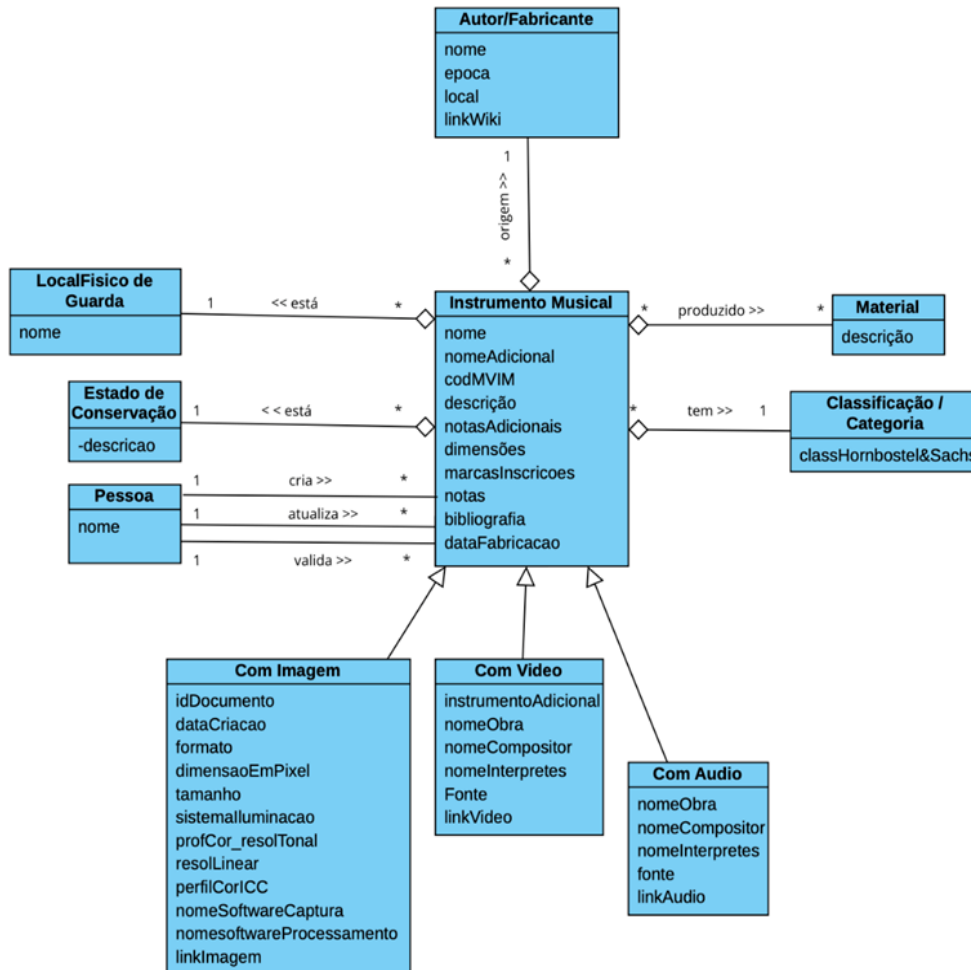 Autor/Fabricante
nome
epoca
local
linkWiki
1
origem >>
*
LocalFisico de
Guarda
nome
1 << está *
Estado de
Conservação
-descricao
1 < < está *
Pessoa
nome
1 cria >> *
1 atualiza >> *
1 valida >> *
Instrumento Musical
nome
nomeAdicional
codMVIM
descrição
notasAdicionais
dimensões
marcasInscricoes
notas
bibliografia
dataFabricacao
* produzido >> *
Material
descrição
* tem >> 1
Classificação /
Categoria
classHornbostel&Sachs
Com Imagem
idDocumento
dataCriacao
formato
dimensaoEmPixel
tamanho
sistemaIluminacao
profCor_resolTonal
resolLinear
perfilCorICC
nomeSoftwareCaptura
nomesoftwareProcessamento
linkImagem
Com Video
instrumentoAdicional
nomeObra
nomeCompositor
nomeInterpretes
Fonte
linkVideo
Com Audio
nomeObra
nomeCompositor
nomeInterpretes
fonte
linkAudio